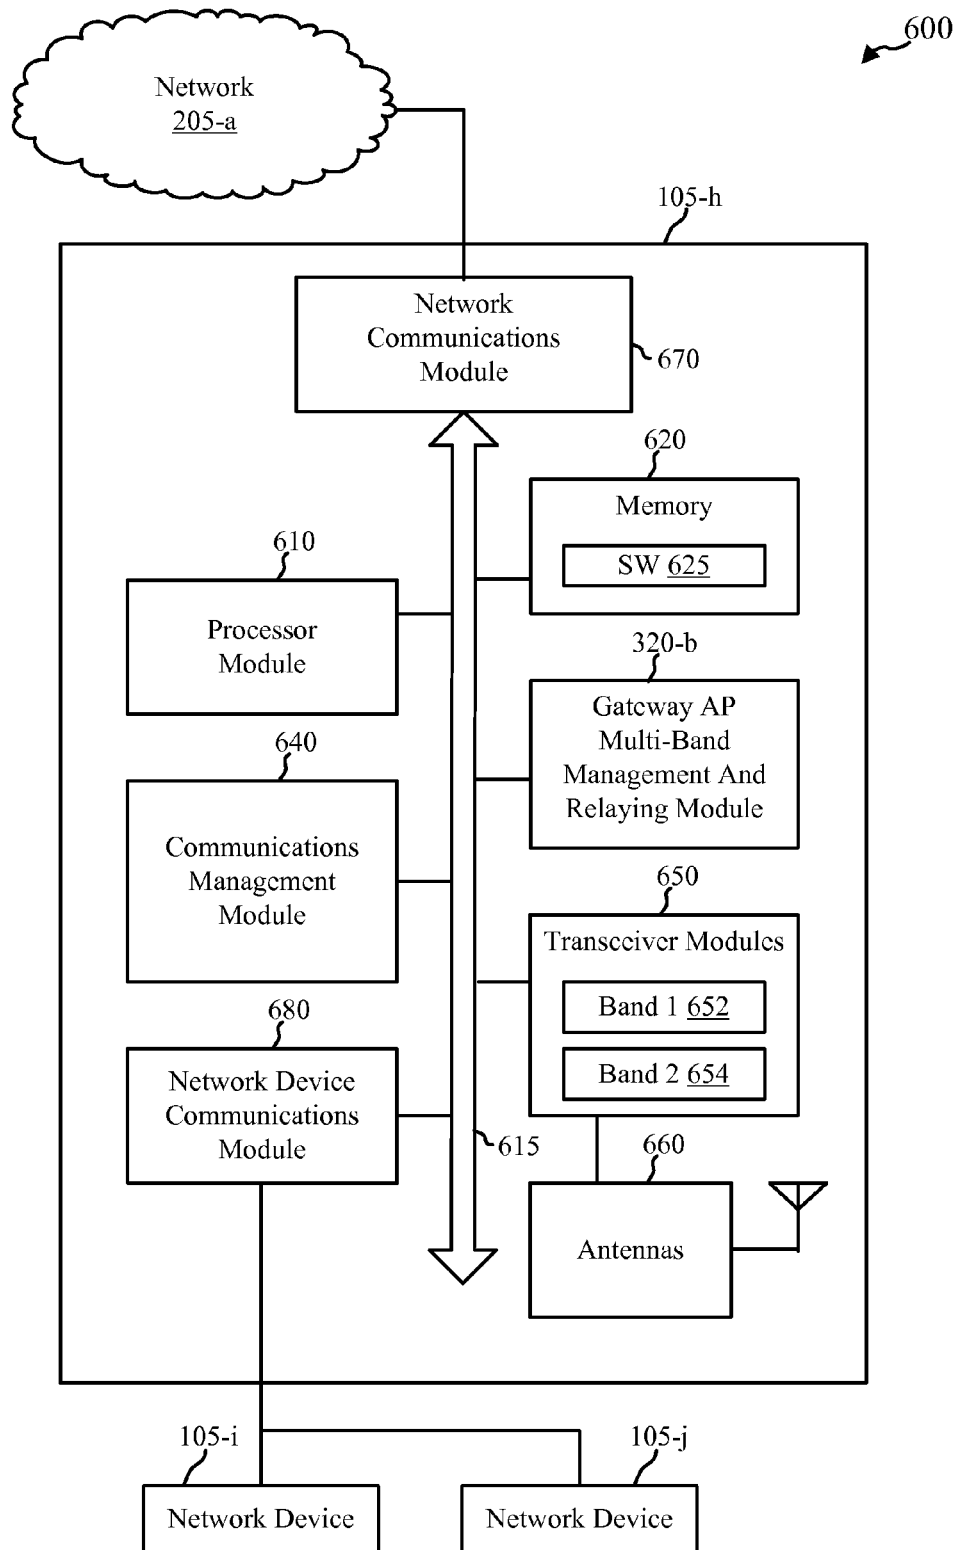 600
Network
205-a
105-h
Network
Communications
Module
670
620
Memory
SW 625
610
Processor
Module
320-b
Gateway AP
Multi-Band
Management And
Relaying Module
640
Communications
Management
Module
650
Transceiver Modules
Band 1 652
Band 2 654
680
Network Device
Communications
Module
615
660
Antennas
105-i
Network Device
105-j
Network Device